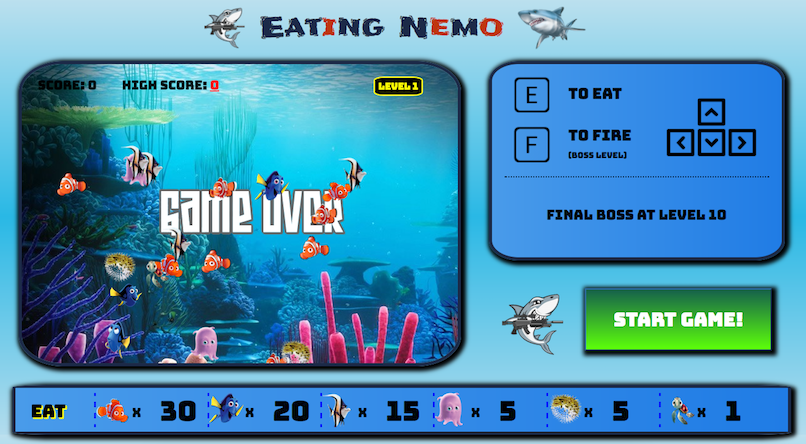 Eating Nemo
SCORE: 0 HIGH SCORE: 0 LEVEL 1
GAME OVER
E TO EAT
F TO FIRE
(BOSS LEVEL)
FINAL BOSS AT LEVEL 10
START GAME!
EAT x 30 x 20 x 15 x 5 x 5 x 1